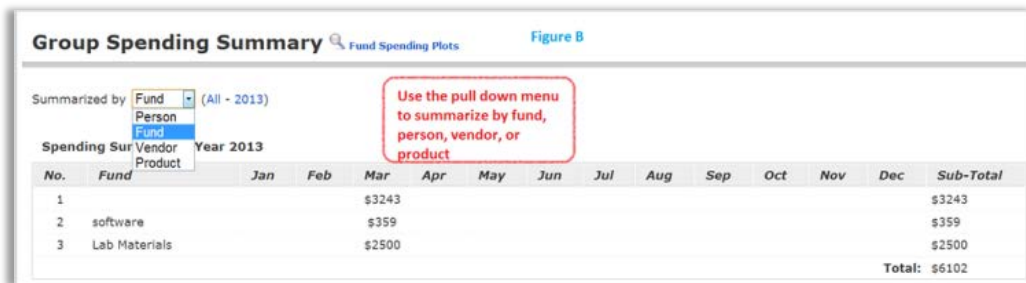 Group Spending Summary Fund Spending Plots Figure B
Summarized by Fund (All - 2013)
Person
Fund
Vendor
Product
Use the pull down menu
to summarize by fund,
person, vendor, or
product
Spending Sur Year 2013
No. Fund Jan Feb Mar Apr May Jun Jul Aug Sep Oct Nov Dec Sub-Total
1 $3243 $3243
2 software $359 $359
3 Lab Materials $2500 $2500
Total: $6102